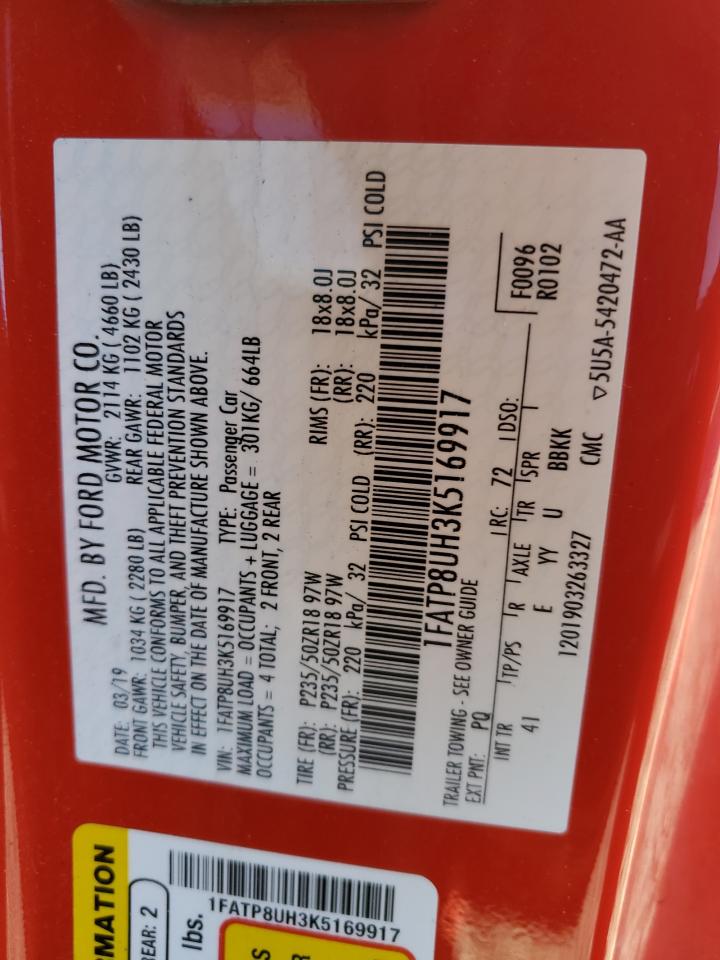 MFD. BY FORD MOTOR CO.
DATE: 03/19 GVWR: 2114 KG ( 4660 LB)
FRONT GAWR: 1034 KG (2280 LB) REAR GAWR: 1102 KG ( 2430 LB)
THIS VEHICLE CONFORMS TO ALL APPLICABLE FEDERAL MOTOR
VEHICLE SAFETY, BUMPER, AND THEFT PREVENTION STANDARDS
IN EFFECT ON THE DATE OF MANUFACTURE SHOWN ABOVE.
VIN: 1FATP8UH3K5169917 TYPE: Passenger Car
MAXIMUM LOAD = OCCUPANTS + LUGGAGE = 301KG/ 664LB
OCCUPANTS = 4 TOTAL; 2 FRONT, 2 REAR
TIRE (FR): P235/50ZR18 97W RIMS (FR): 18x8.0J
(RR): P235/50ZR18 97W (RR): 18x8.0J
PRESSURE (FR): 220 kPa/ 32 PSI COLD (RR): 220 kPa/ 32 PSI COLD
1FATP8UH3K5169917
TRAILER TOWING - SEE OWNER GUIDE
EXT PNT: PQ RC: 72 DSO: F0096
R0102
INT TR TP/PS R AXLE TR SPR
41 E YY U BBKK
1201903263327 CMC ▽5U5A-5420472-AA
RMATION
REAR: 2
lbs.
1FATP8UH3K5169917
S
R